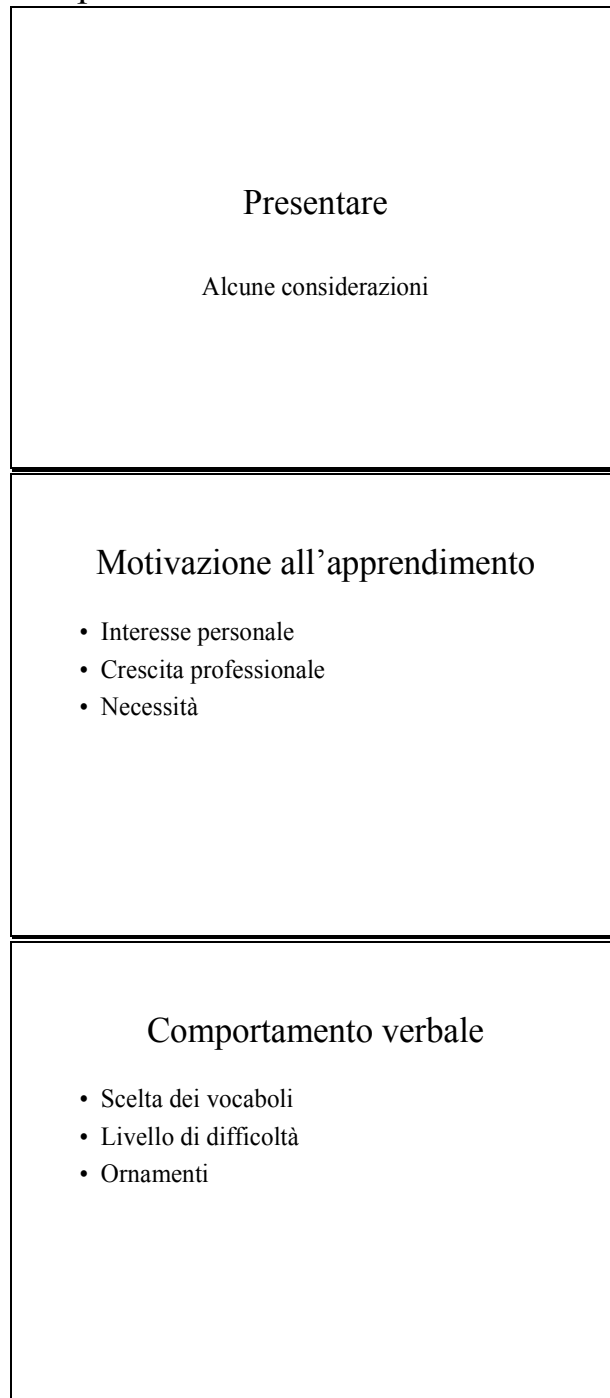 Presentare
Alcune considerazioni
Motivazione all’apprendimento
• Interesse personale
• Crescita professionale
• Necessità
Comportamento verbale
• Scelta dei vocaboli
• Livello di difficoltà
• Ornamenti